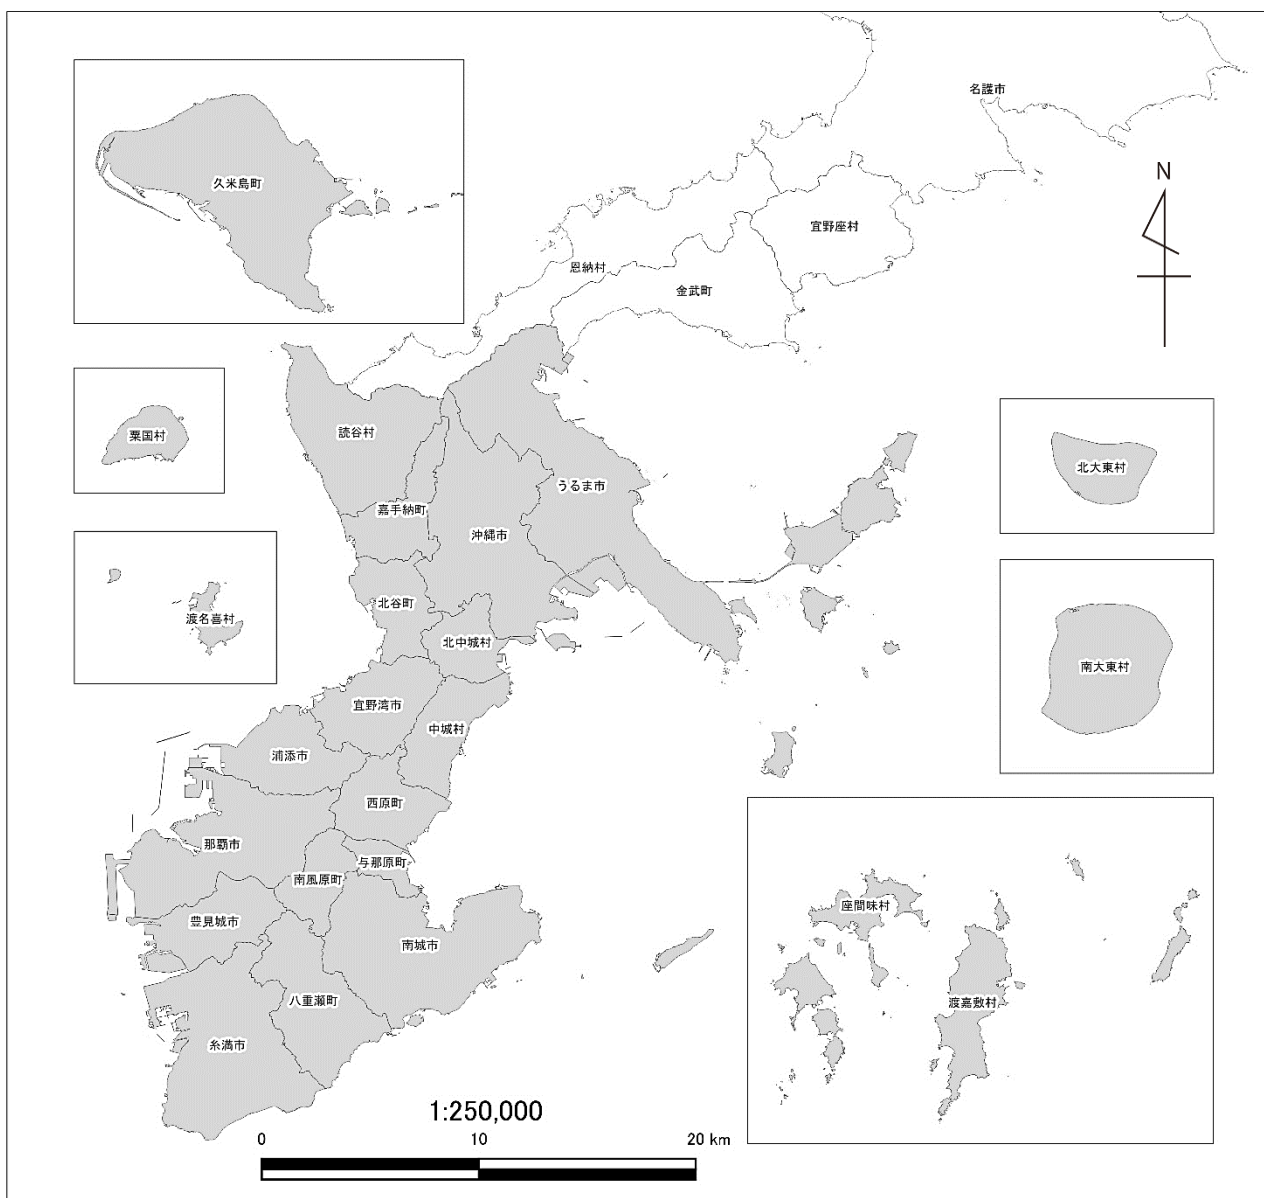 名護市
N
久米島町
宜野座村
恩納村
金武町
読谷村
粟国村
北大東村
うるま市
嘉手納町
沖縄市
北谷町
渡名喜村
北中城村
南大東村
宜野湾市
中城村
浦添市
西原町
那覇市
与那原町
南風原町
座間味村
豊見城市
南城市
八重瀬町
渡嘉敷村
糸満市
1:250,000
0 10 20 km